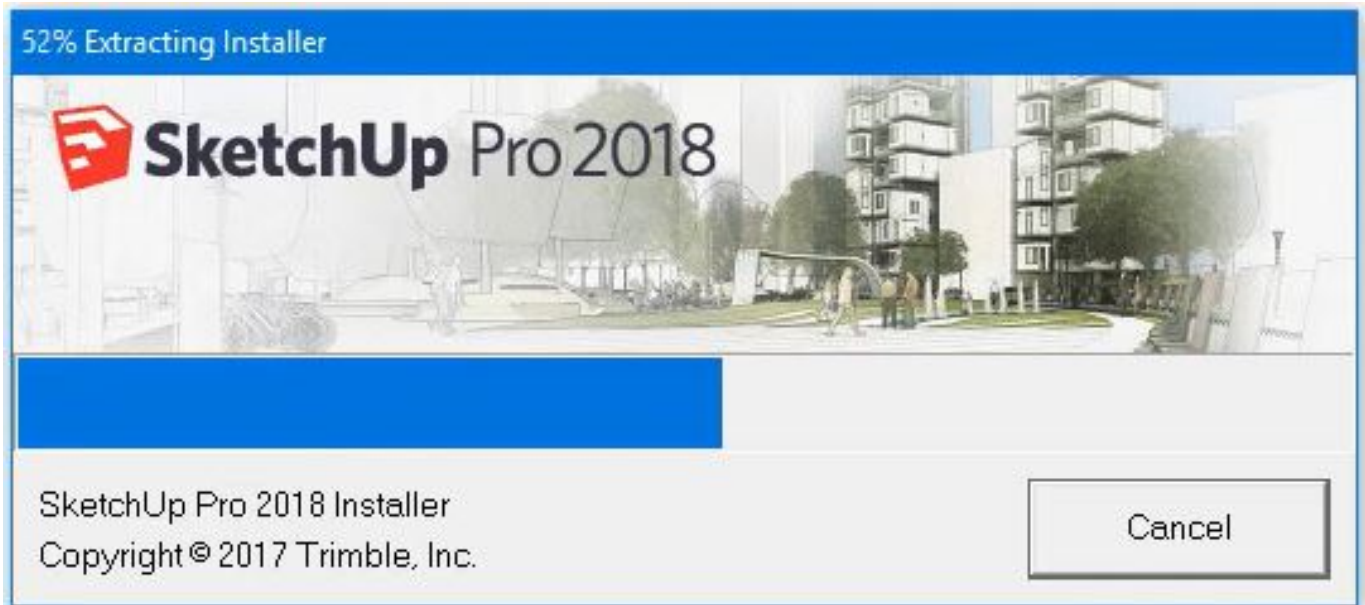 52% Extracting Installer
SketchUp Pro 2018
SketchUp Pro 2018 Installer
Copyright © 2017 Trimble, Inc.
Cancel